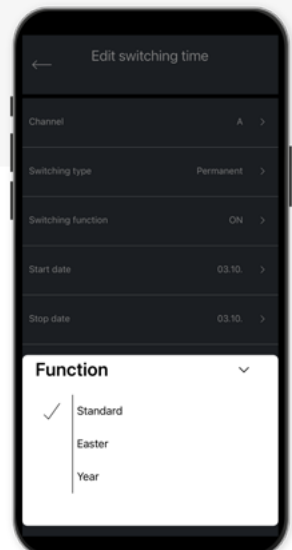 Edit switching time
Channel A
Switching type Permanent
Switching function ON
Start date 03.10.
Stop date 03.10.
Function
Standard
Easter
Year